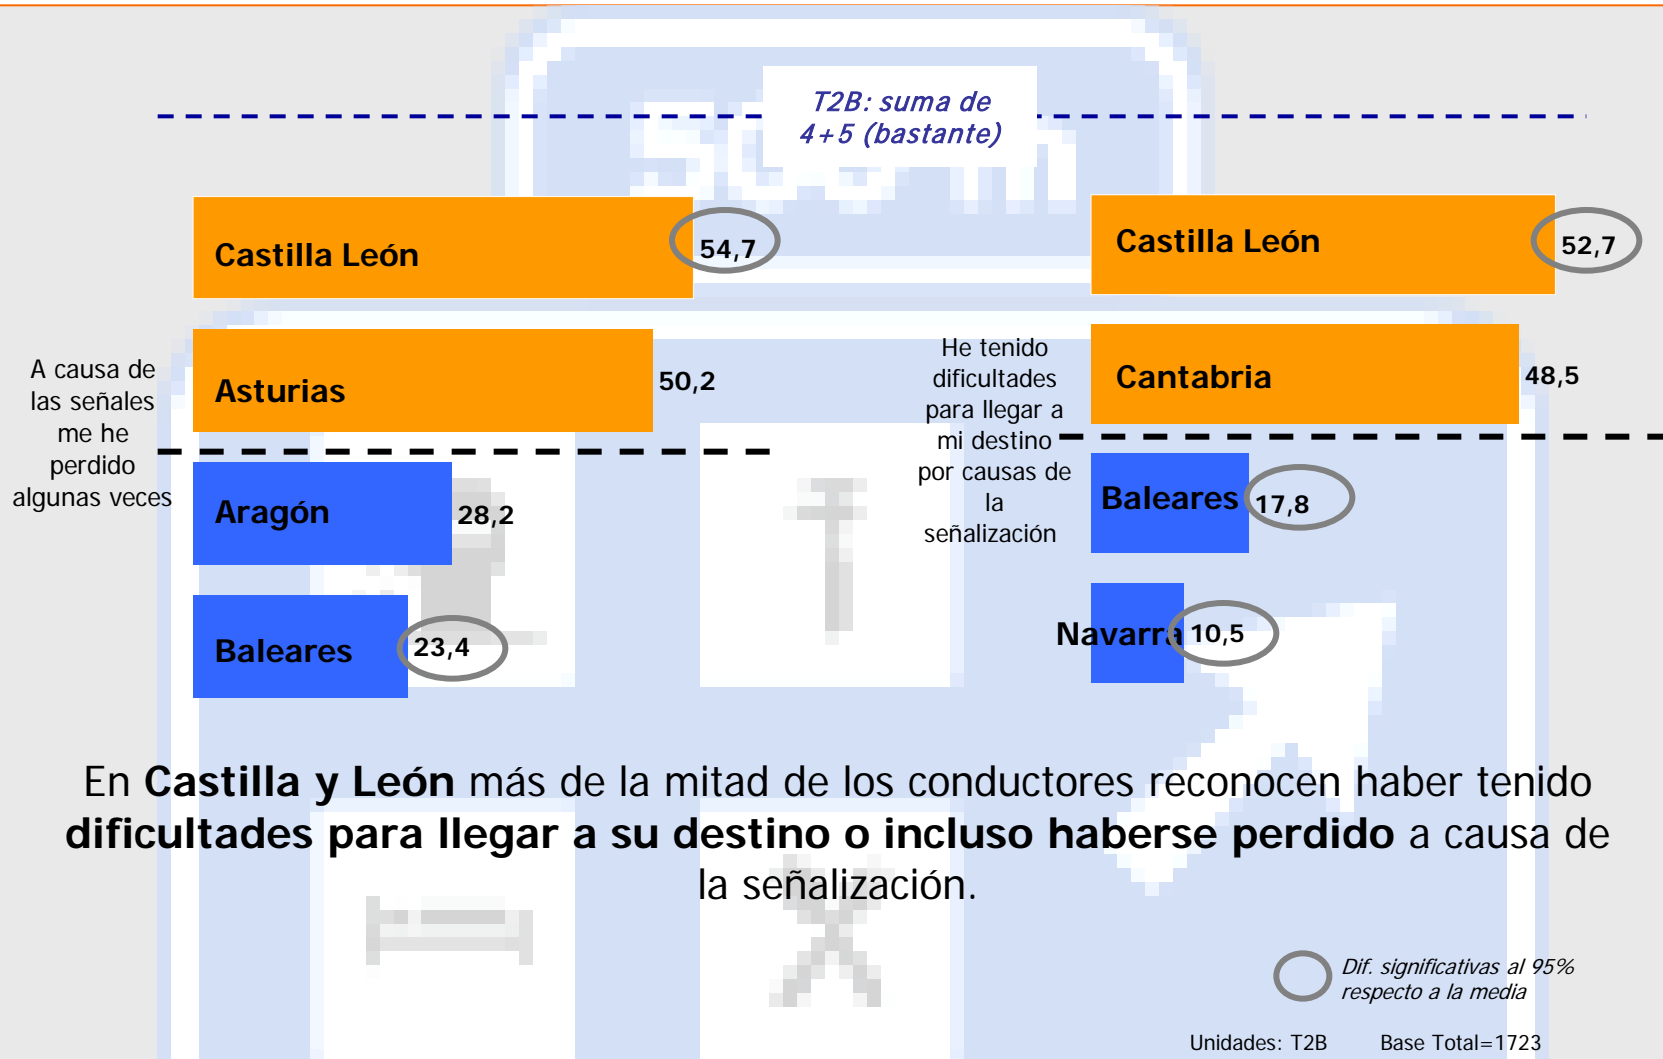 T2B: suma de
4+5 (bastante)
A causa de
las señales
me he
perdido
algunas veces
Castilla León
54,7
Asturias
50,2
Aragón
28,2
Baleares
23,4
He tenido
dificultades
para llegar a
mi destino
por causas de
la
señalización
Castilla León
52,7
Cantabria
48,5
Baleares
17,8
Navarra
10,5
En Castilla y León más de la mitad de los conductores reconocen haber tenido
dificultades para llegar a su destino o incluso haberse perdido a causa de
la señalización.
Dif. significativas al 95%
respecto a la media
Unidades: T2B Base Total=1723